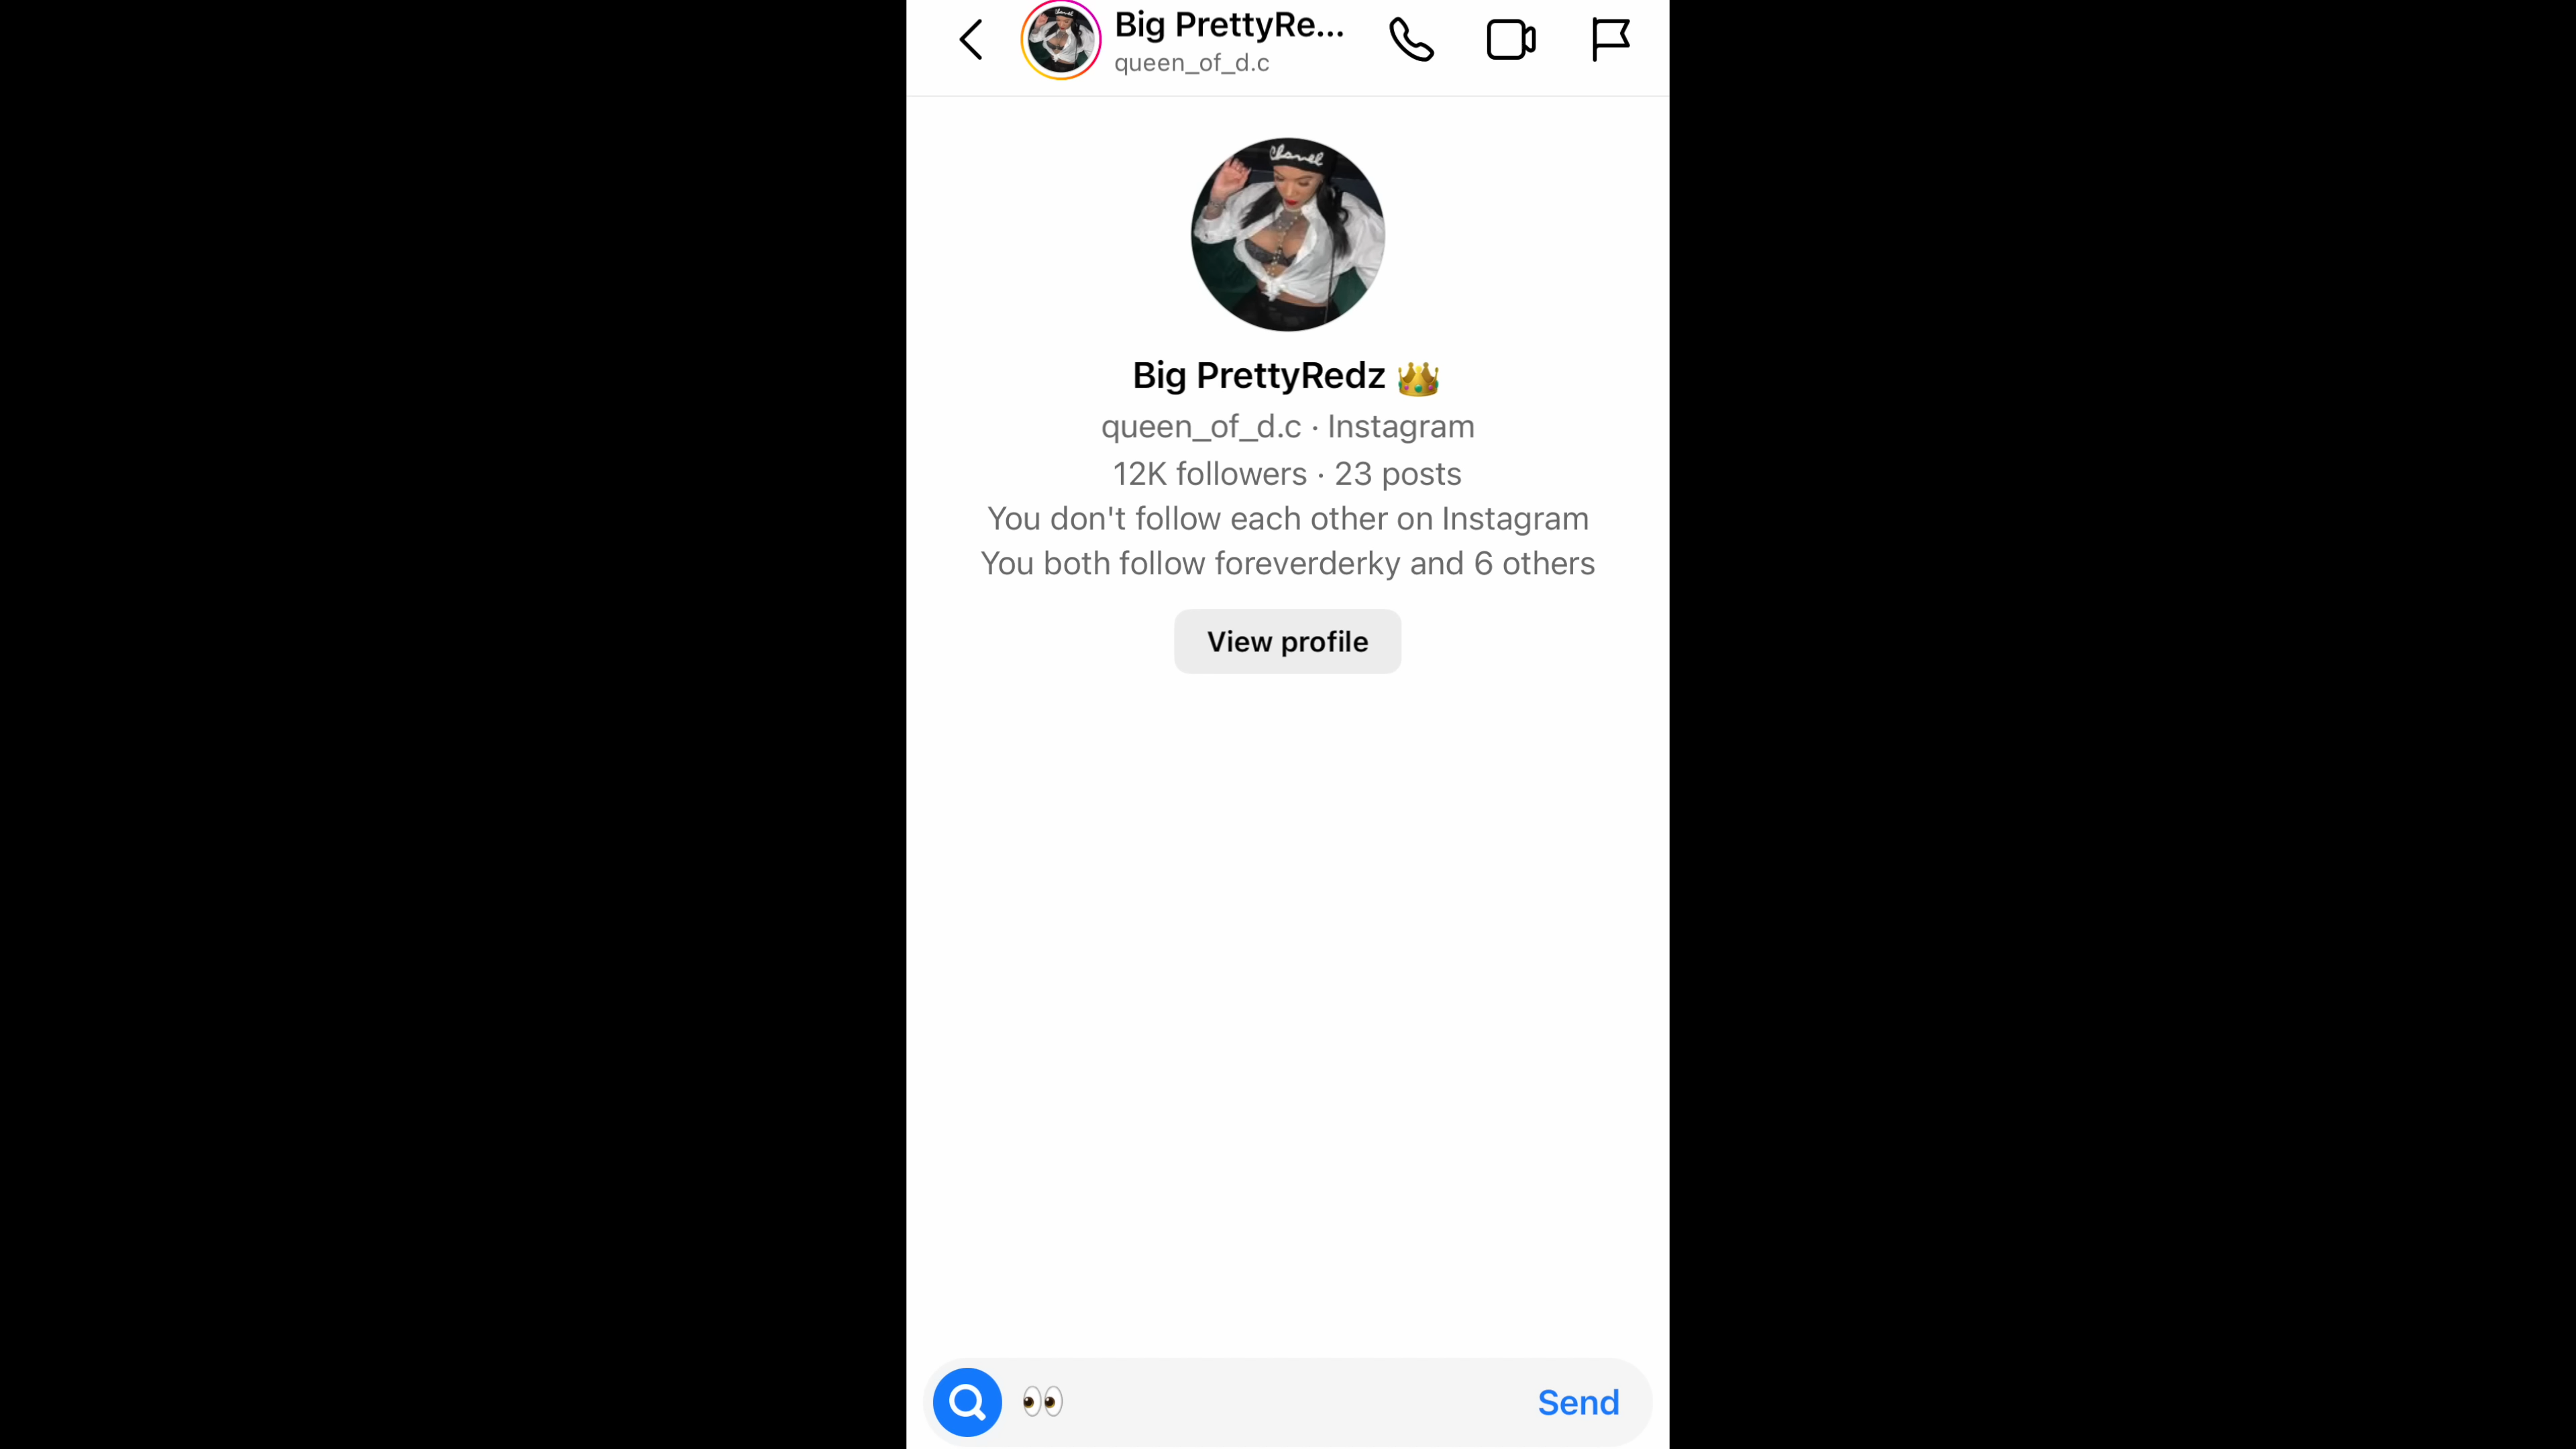 Big PrettyRe...
queen_of_d.c
Chanel
Big PrettyRedz 👑
queen_of_d.c · Instagram
12K followers · 23 posts
You don't follow each other on Instagram
You both follow foreverderky and 6 others
View profile
👀 Send